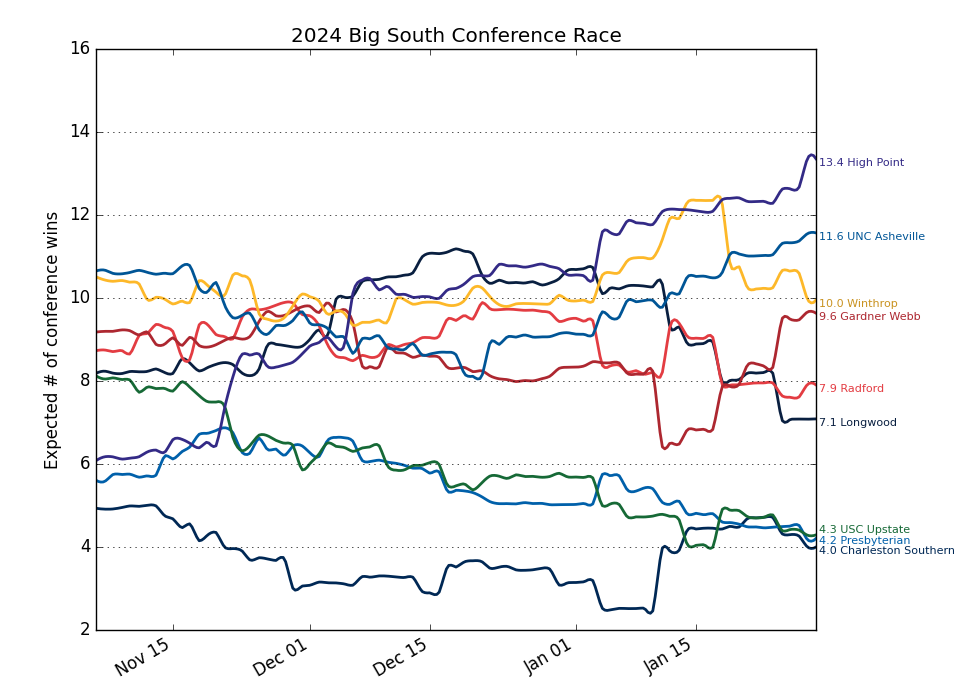 2024 Big South Conference Race
Expected # of conference wins
16
14
12
10
8
6
4
2
Nov 15
Dec 01
Dec 15
Jan 01
Jan 15
13.4 High Point
11.6 UNC Asheville
10.0 Winthrop
9.6 Gardner Webb
7.9 Radford
7.1 Longwood
4.3 USC Upstate
4.2 Presbyterian
4.0 Charleston Southern